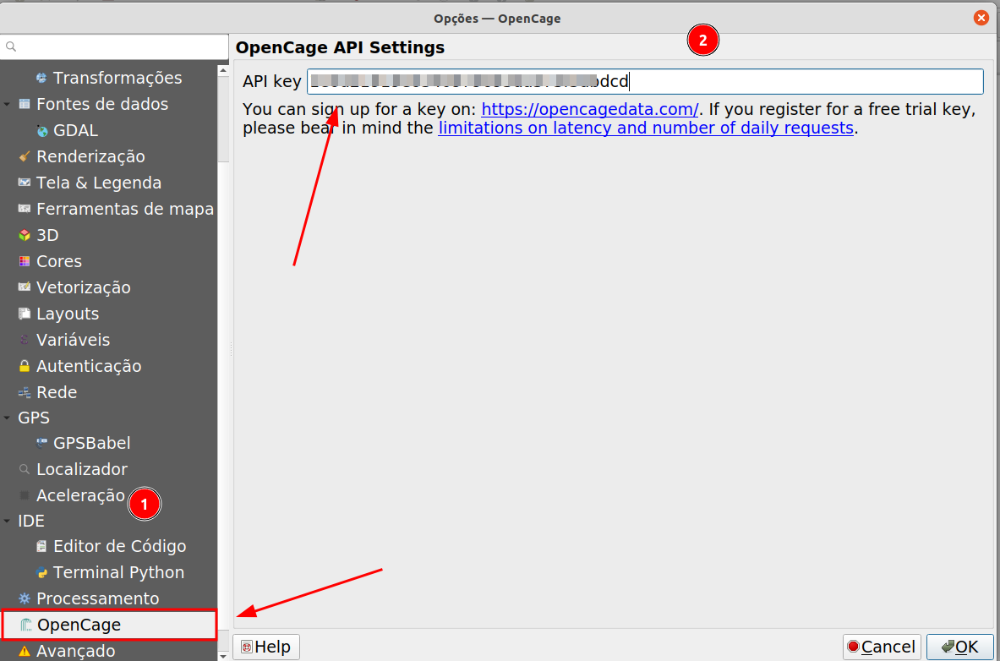 Opções — OpenCage
OpenCage API Settings
2
API key
bdcd
You can sign up for a key on: https://opencagedata.com/. If you register for a free trial key,
please bear in mind the limitations on latency and number of daily requests.
Transformações
Fontes de dados
GDAL
Renderização
Tela & Legenda
Ferramentas de mapa
3D
Cores
Vetorização
Layouts
Variáveis
Autenticação
Rede
GPS
GPSBabel
Localizador
Aceleração
1
IDE
Editor de Código
Terminal Python
Processamento
OpenCage
Avançado
Help
Cancel
OK